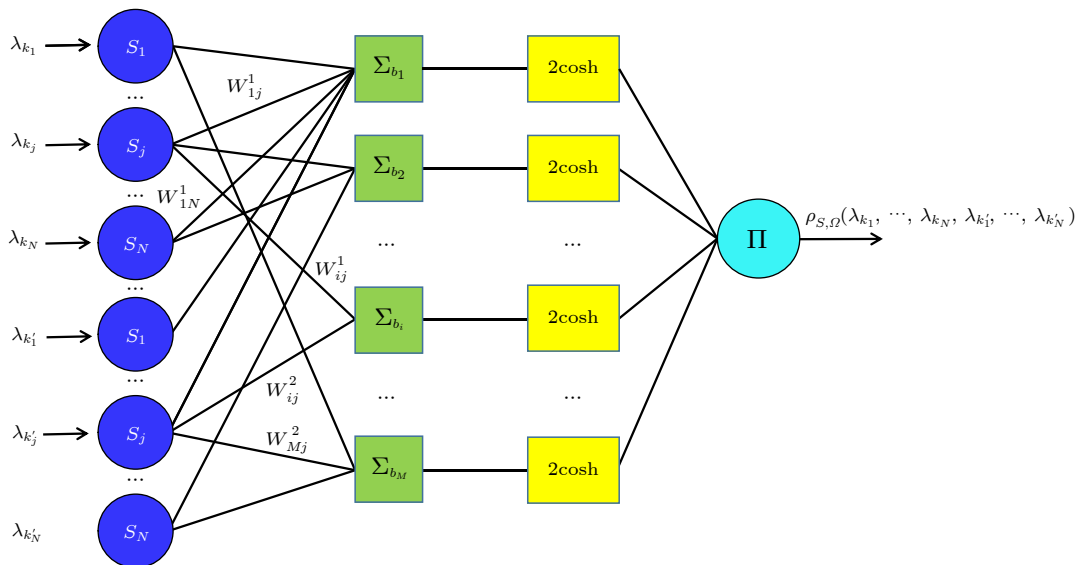 λ_{k_1} S_1 Σ_{b_1} 2cosh
W^1_{1j}
...
λ_{k_j} S_j Σ_{b_2} 2cosh
...
W^1_{1N}
λ_{k_N} S_N ... ... Π ρ_{S,Ω}(λ_{k_1}, ···, λ_{k_N}, λ_{k'_1}, ···, λ_{k'_N})
W^1_{ij}
...
λ_{k'_1} S_1 Σ_{b_i} 2cosh
...
W^2_{ij}
... ...
λ_{k'_j} S_j W^2_{Mj}
Σ_{b_M} 2cosh
...
λ_{k'_N} S_N